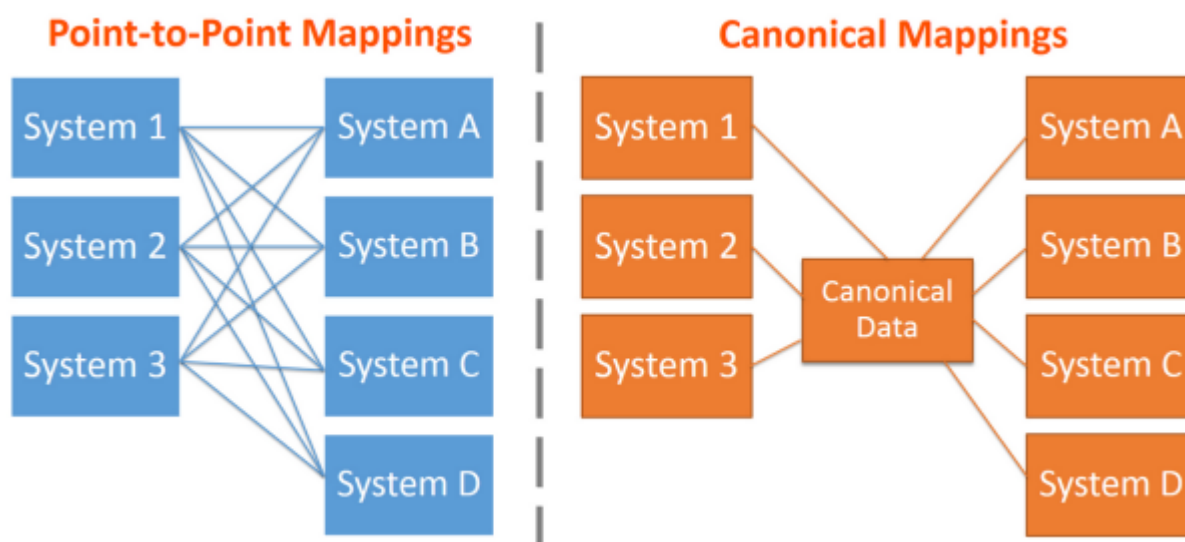 Point-to-Point Mappings
System 1
System 2
System 3
System A
System B
System C
System D
Canonical Mappings
System 1
System 2
System 3
Canonical
Data
System A
System B
System C
System D